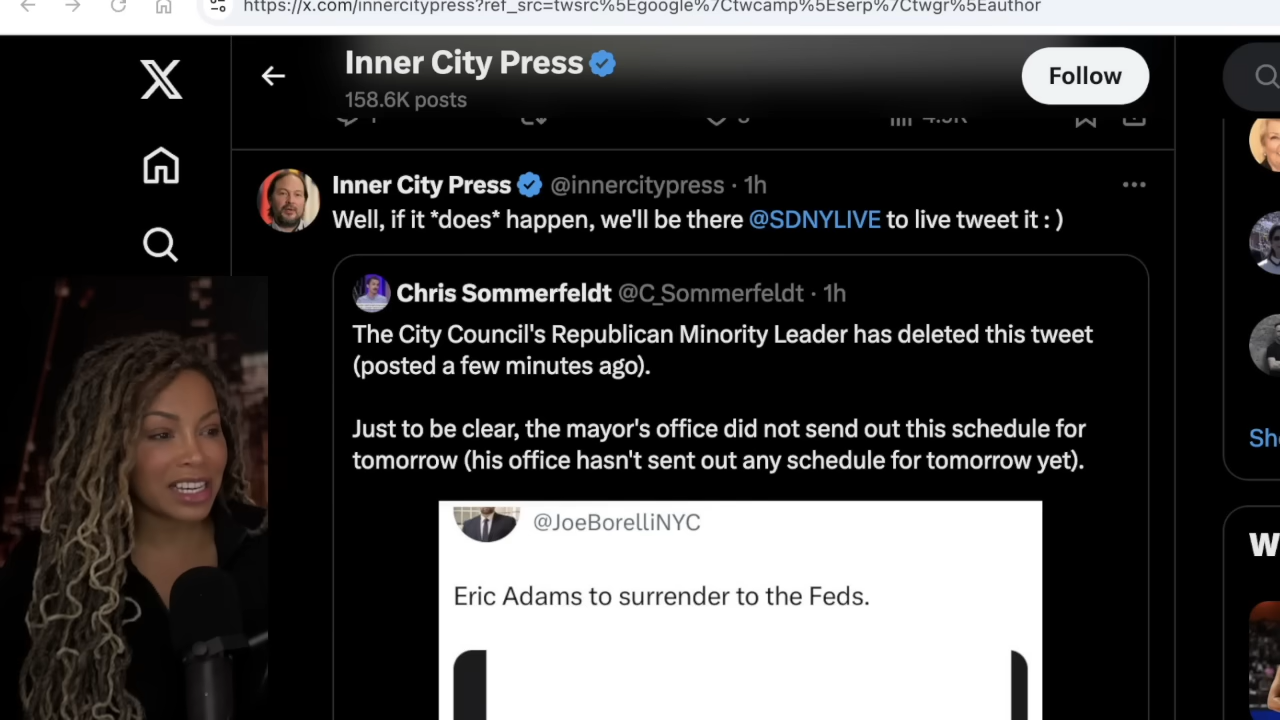 https://x.com/innercitypress?ref_src=twsrc%5Egoogle%7Ctwcamp%5Eserp%7Ctwgr%5Eauthor
Inner City Press
158.6K posts
Follow
Inner City Press @innercitypress · 1h
Well, if it *does* happen, we'll be there @SDNYLIVE to live tweet it : )
Chris Sommerfeldt @C_Sommerfeldt · 1h
The City Council's Republican Minority Leader has deleted this tweet
(posted a few minutes ago).
Just to be clear, the mayor's office did not send out this schedule for
tomorrow (his office hasn't sent out any schedule for tomorrow yet).
@JoeBorelliNYC
Eric Adams to surrender to the Feds.
Sh
W